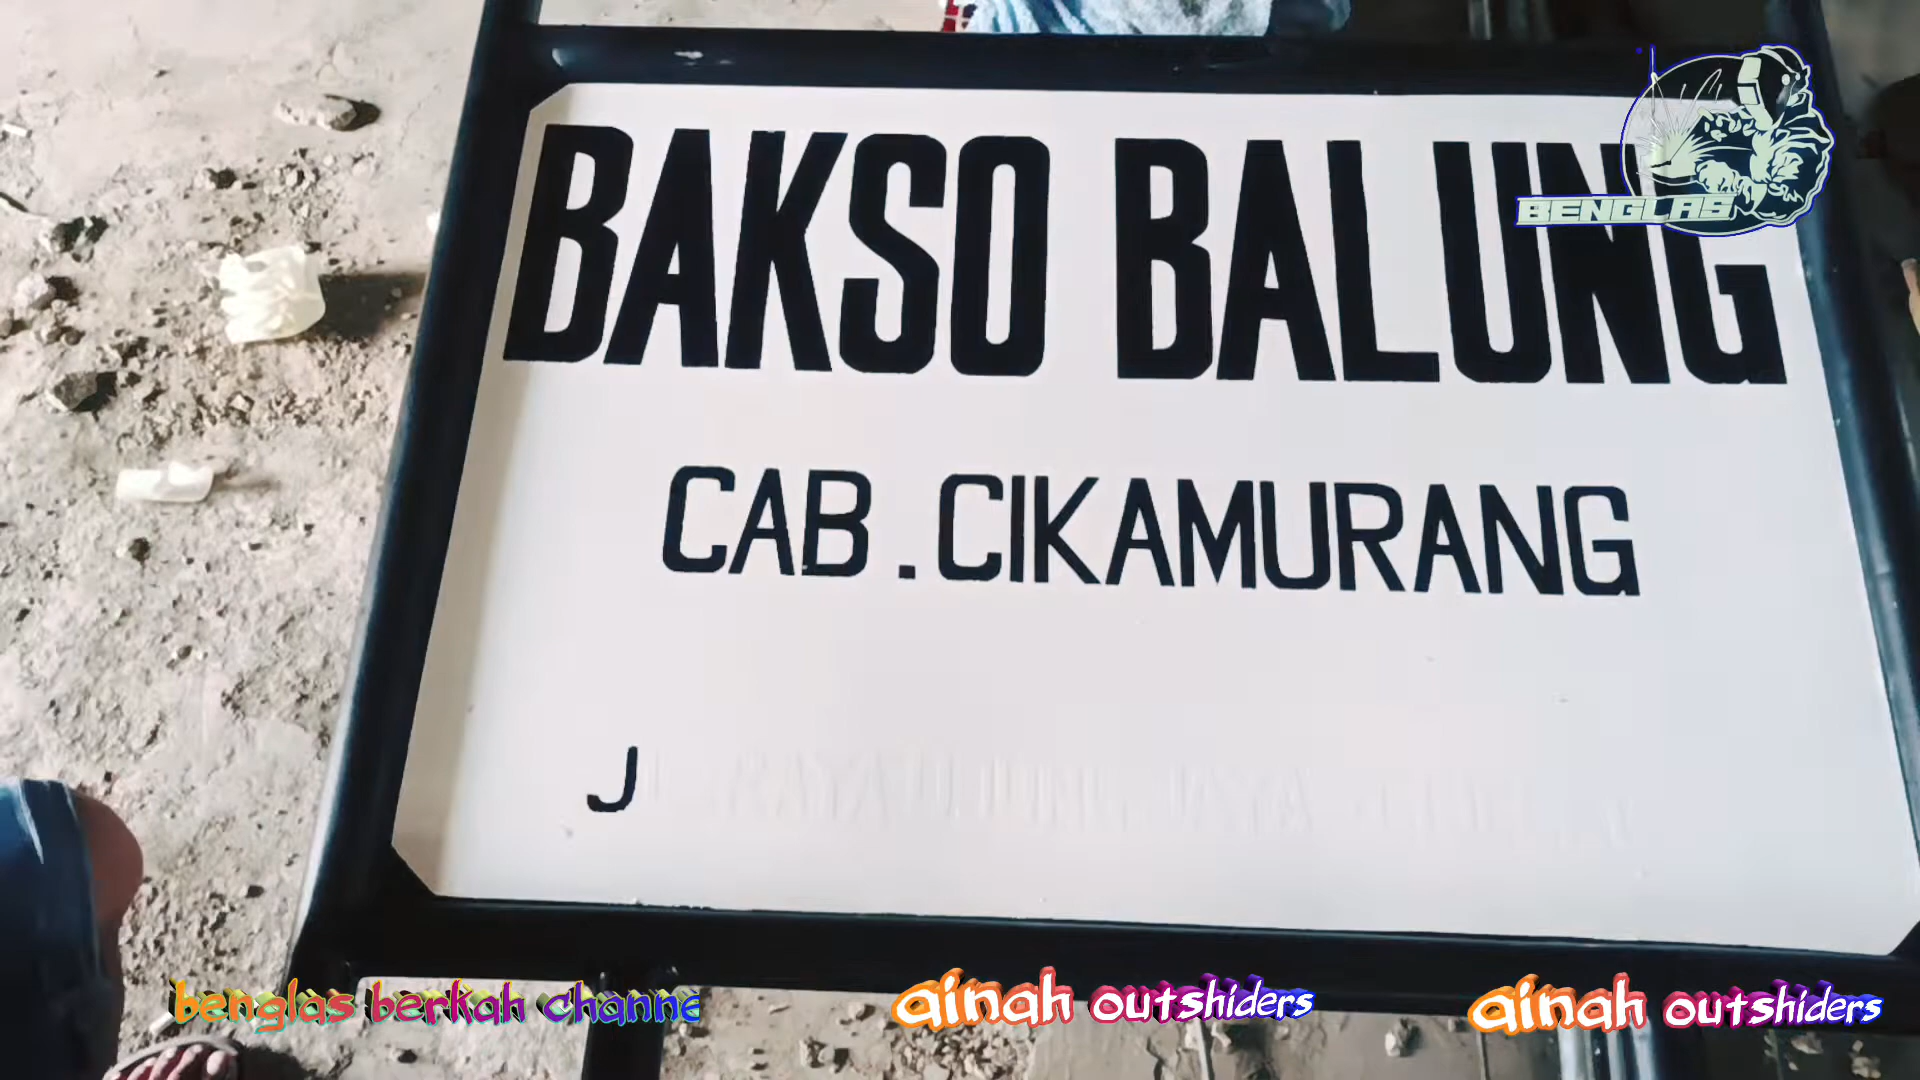 BAKSO BALUNG
BENGLAS
CAB . CIKAMURANG
J
benglas berkah channe
ainah outshiders
ainah outshiders